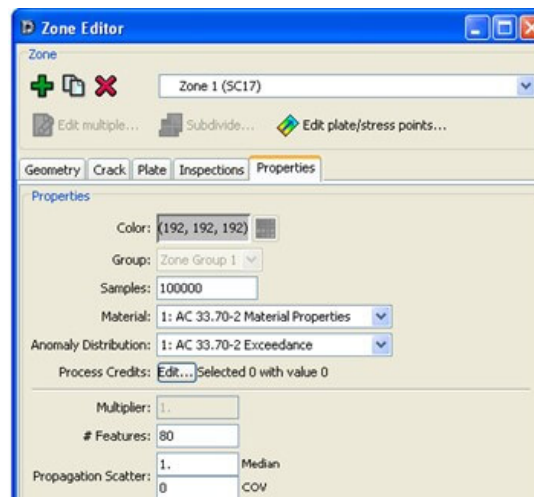 D Zone Editor
Zone
Zone 1 (SC17)
Edit multiple... Subdivide... Edit plate/stress points...
Geometry Crack Plate Inspections Properties
Properties
Color: (192, 192, 192)
Group: Zone Group 1
Samples: 100000
Material: 1: AC 33.70-2 Material Properties
Anomaly Distribution: 1: AC 33.70-2 Exceedance
Process Credits: Edit... Selected 0 with value 0
Multiplier: 1.
# Features: 80
Propagation Scatter: 1. Median
0 COV